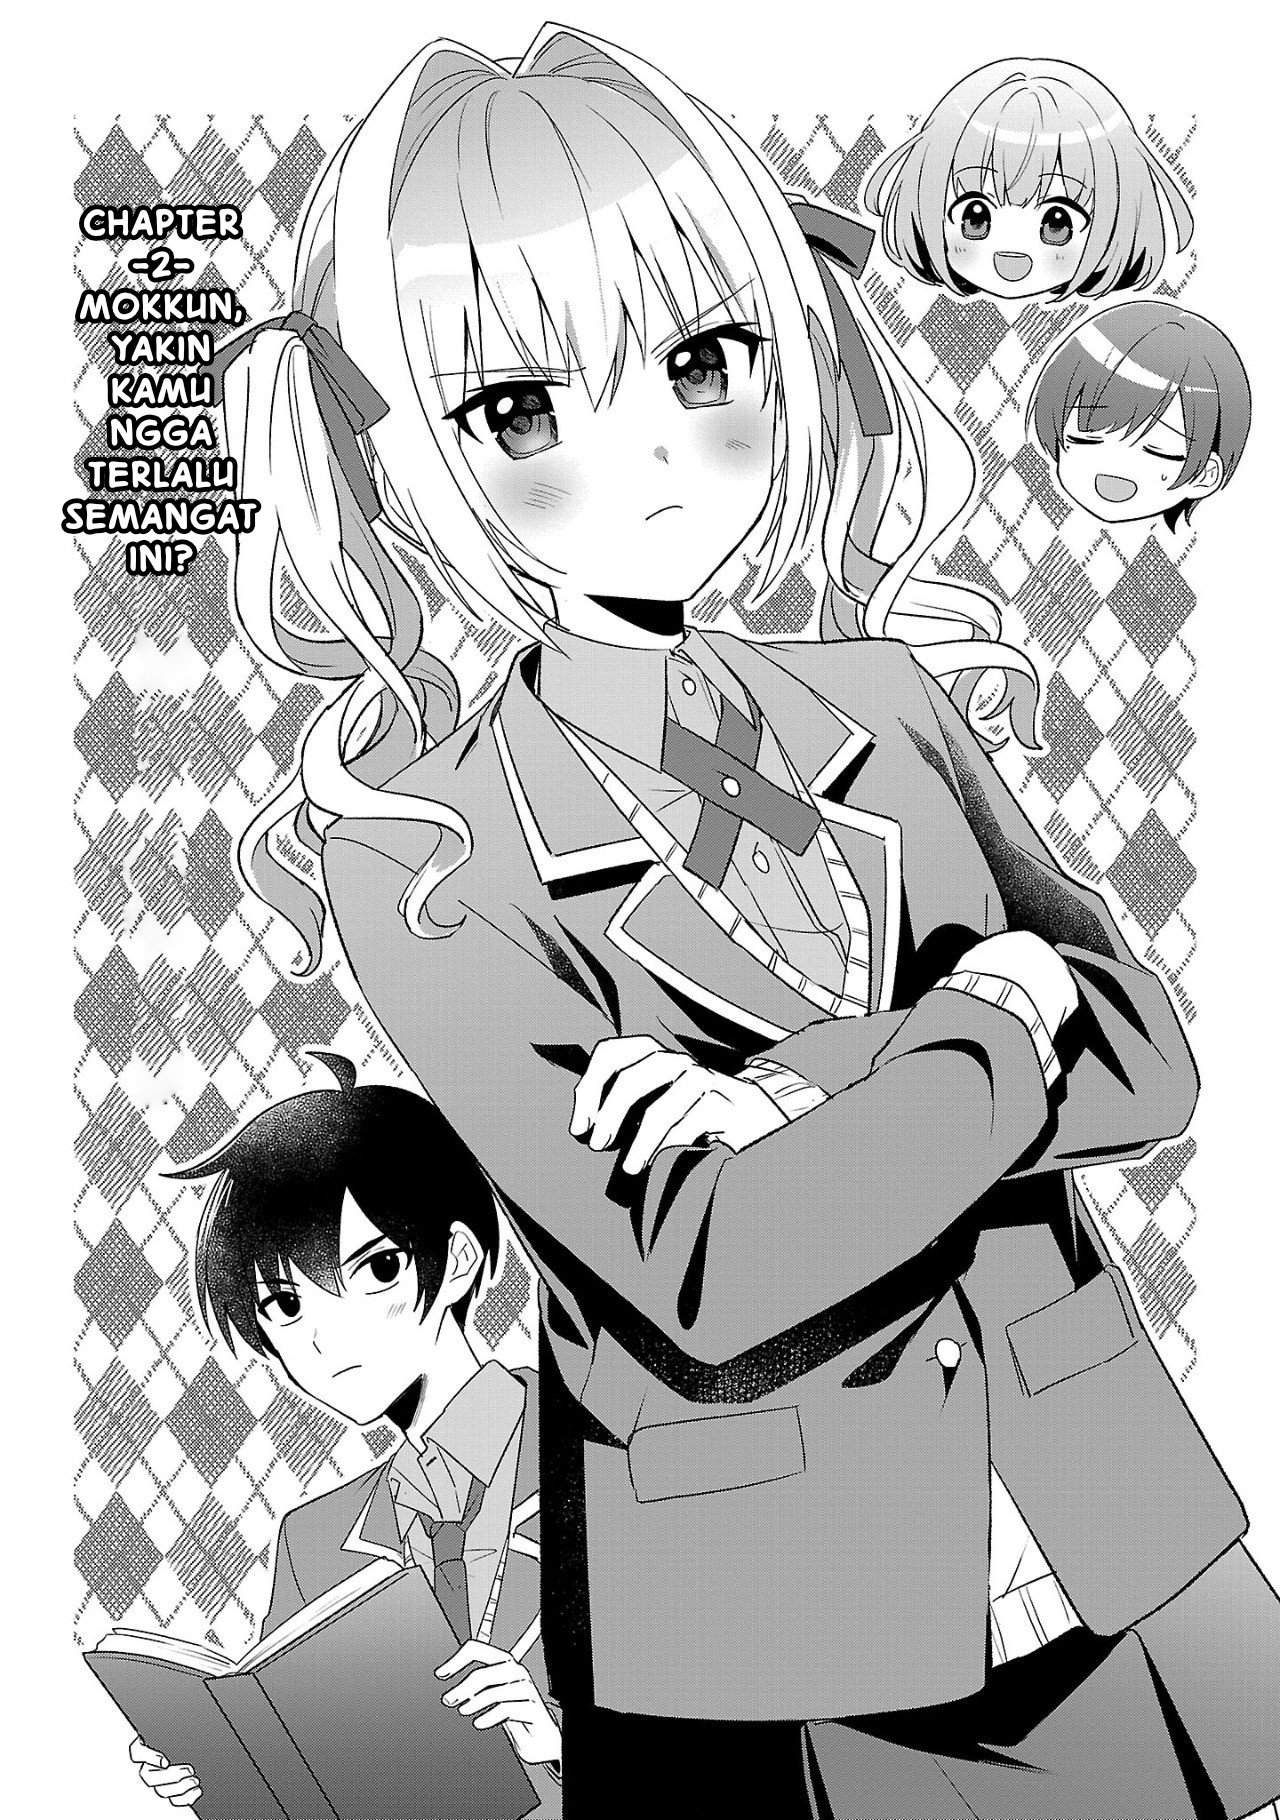 CHAPTER
-2-
MOKKUN,
YAKIN
KAMU
NGGA
TERLALU
SEMANGAT
INI?